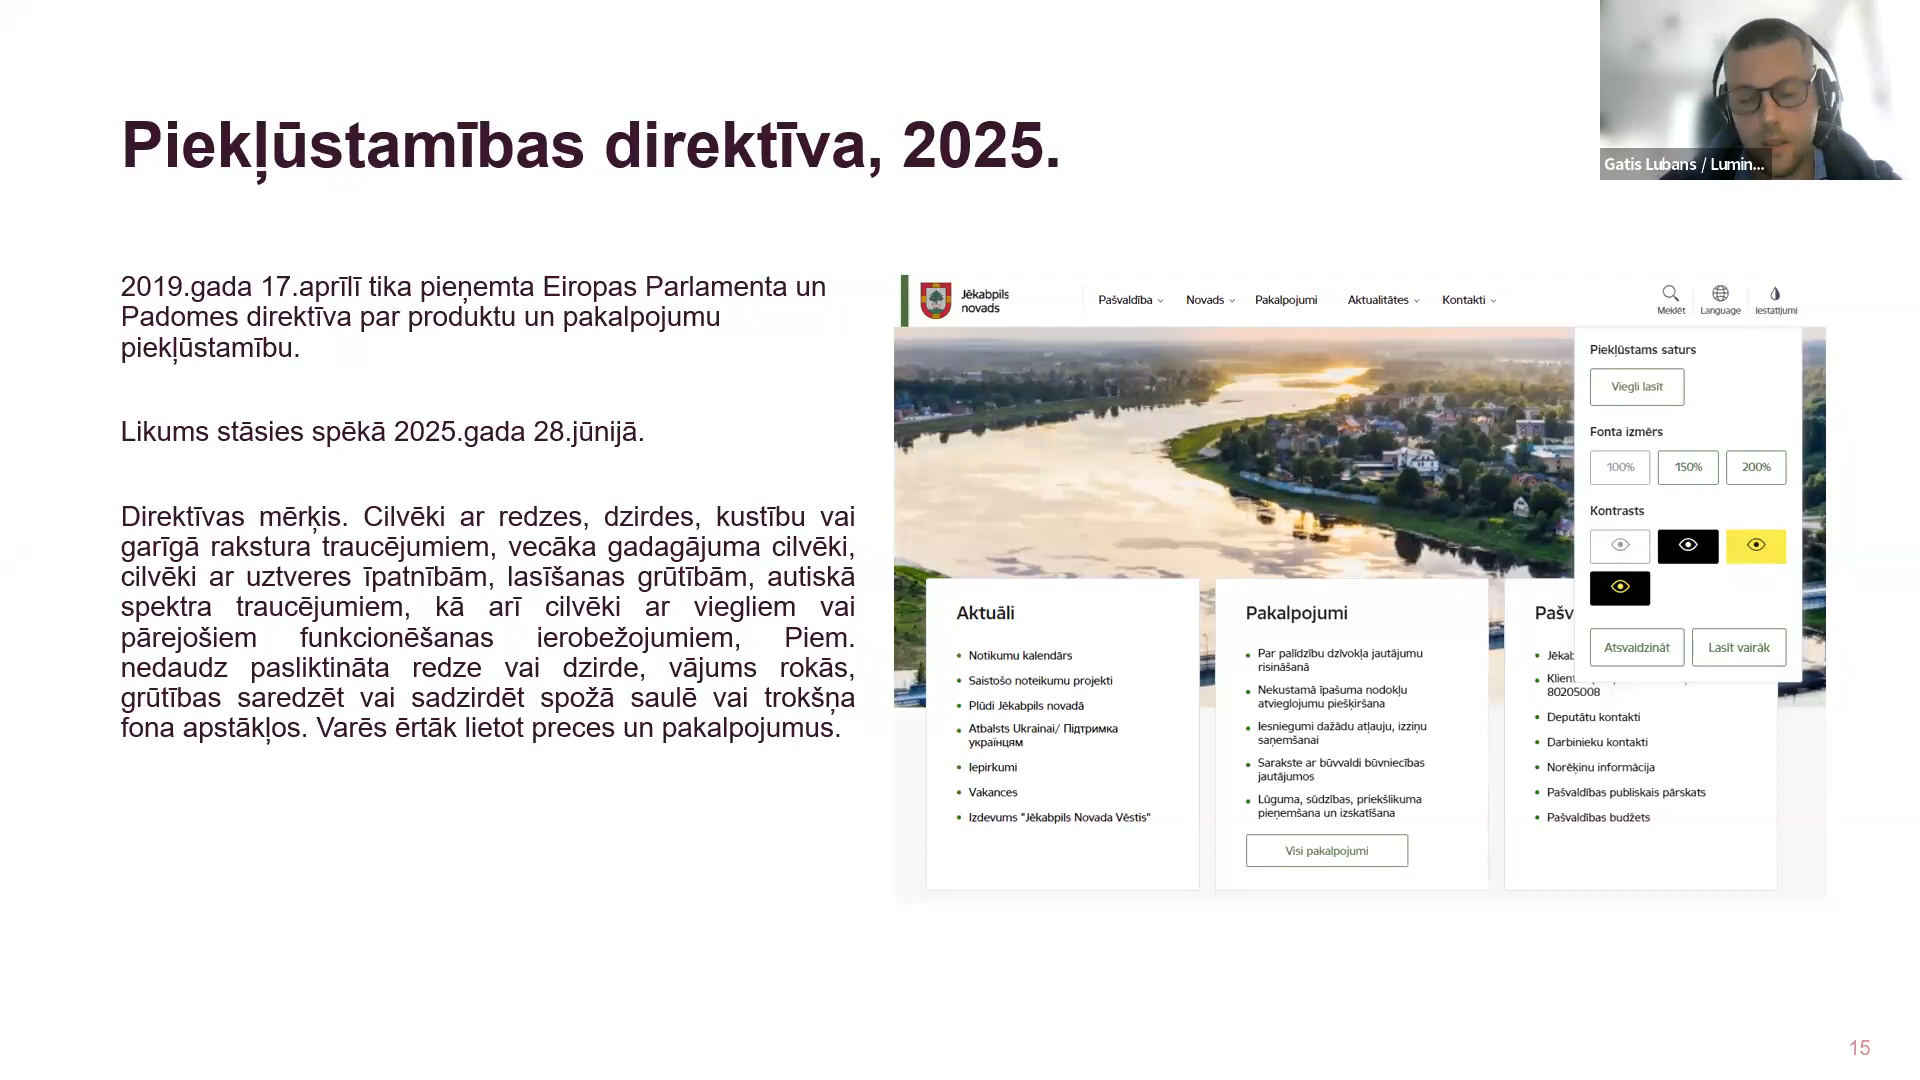 Piekļūstamības direktīva, 2025.
Gatis Lubans / Lumin...
2019.gada 17.aprīlī tika pieņemta Eiropas Parlamenta un
Padomes direktīva par produktu un pakalpojumu
piekļūstamību.
Likums stāsies spēkā 2025.gada 28.jūnijā.
Direktīvas mērķis. Cilvēki ar redzes, dzirdes, kustību vai
garīgā rakstura traucējumiem, vecāka gadagājuma cilvēki,
cilvēki ar uztveres īpatnībām, lasīšanas grūtībām, autiskā
spektra traucējumiem, kā arī cilvēki ar viegliem vai
pārejošiem funkcionēšanas ierobežojumiem, Piem.
nedaudz pasliktināta redze vai dzirde, vājums rokās,
grūtības saredzēt vai sadzirdēt spožā saulē vai trokšņa
fona apstākļos. Varēs ērtāk lietot preces un pakalpojumus.
Jēkabpils
novads
Pašvaldība
Novads
Pakalpojumi
Aktualitātes
Kontakti
Meklēt
Language
Iestatījumi
Piekļūstams saturs
Viegli lasīt
Fonta izmērs
100% 150% 200%
Kontrasts
Atsvaidzināt
Lasīt vairāk
Aktuāli
Notikumu kalendārs
Saistošo noteikumu projekti
Plūdi Jēkabpils novadā
Atbalsts Ukrainai/ Підтримка
українцям
Iepirkumi
Vakances
Izdevums "Jēkabpils Novada Vēstis"
Pakalpojumi
Par palīdzību dzīvokļa jautājumu
risināšanā
Nekustamā īpašuma nodokļu
atvieglojumu piešķiršana
Iesniegumi dažādu atļauju, izziņu
saņemšanai
Sarakste ar būvvaldi būvniecības
jautājumos
Lūguma, sūdzības, priekšlikuma
pieņemšana un izskatīšana
Visi pakalpojumi
Pašv
Jēkab
Klient
80205008
Deputātu kontakti
Darbinieku kontakti
Norēķinu informācija
Pašvaldības publiskais pārskats
Pašvaldības budžets
15